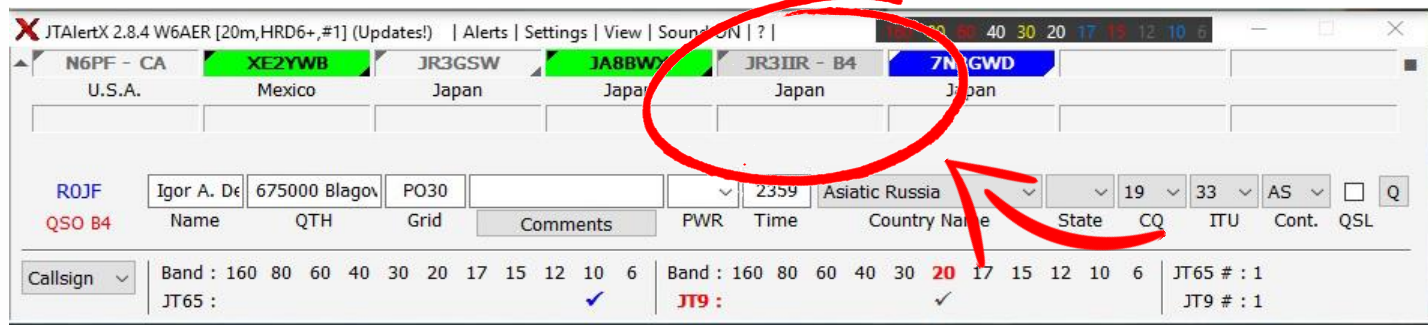 JTAlertX 2.8.4 W6AER [20m,HRD6+,#1] (Updates!) | Alerts | Settings | View | Sound ON | ? | 40 30 20 17 15 12 10 6
N6PF - CA XE2YWB JR3GSW JR3IIR - B4
U.S.A. Mexico Japan Japan Japan Japan
R0JF Igor A. De 675000 Blagov PO30 2359 Asiatic Russia 19 33 AS Q
QSO B4 Name QTH Grid Comments PWR Time Country Name State CQ ITU Cont. QSL
Callsign Band : 160 80 60 40 30 20 17 15 12 10 6 Band : 160 80 60 40 30 20 17 15 12 10 6 JT65 # : 1
JT65 : ✓ JT9 : ✓ JT9 # : 1